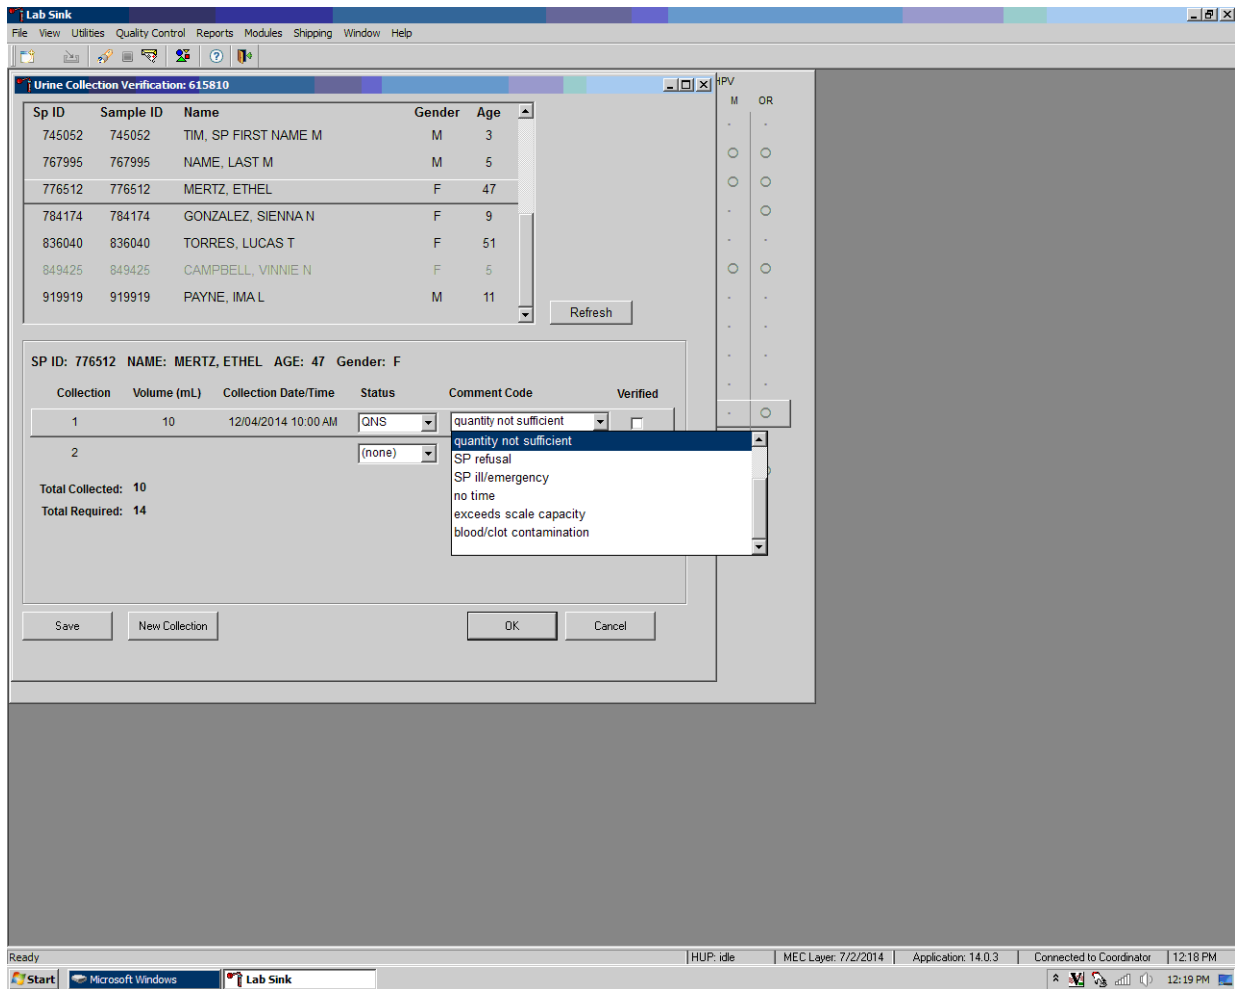 Lab Sink
File View Utilities Quality Control Reports Modules Shipping Window Help
Urine Collection Verification: 615810
HPV
M OR
Sp ID Sample ID Name Gender Age
745052 745052 TIM, SP FIRST NAME M M 3
767995 767995 NAME, LAST M M 5
776512 776512 MERTZ, ETHEL F 47
784174 784174 GONZALEZ, SIENNA N F 9
836040 836040 TORRES, LUCAS T F 51
849425 849425 CAMPBELL, VINNIE N F 5
919919 919919 PAYNE, IMA L M 11
Refresh
SP ID: 776512 NAME: MERTZ, ETHEL AGE: 47 Gender: F
Collection Volume (mL) Collection Date/Time Status Comment Code Verified
1 10 12/04/2014 10:00 AM QNS quantity not sufficient
2 (none)
quantity not sufficient
SP refusal
SP ill/emergency
no time
exceeds scale capacity
blood/clot contamination
Total Collected: 10
Total Required: 14
Save New Collection OK Cancel
Ready HUP: idle MEC Layer: 7/2/2014 Application: 14.0.3 Connected to Coordinator 12:18 PM
Start Microsoft Windows Lab Sink 12:19 PM